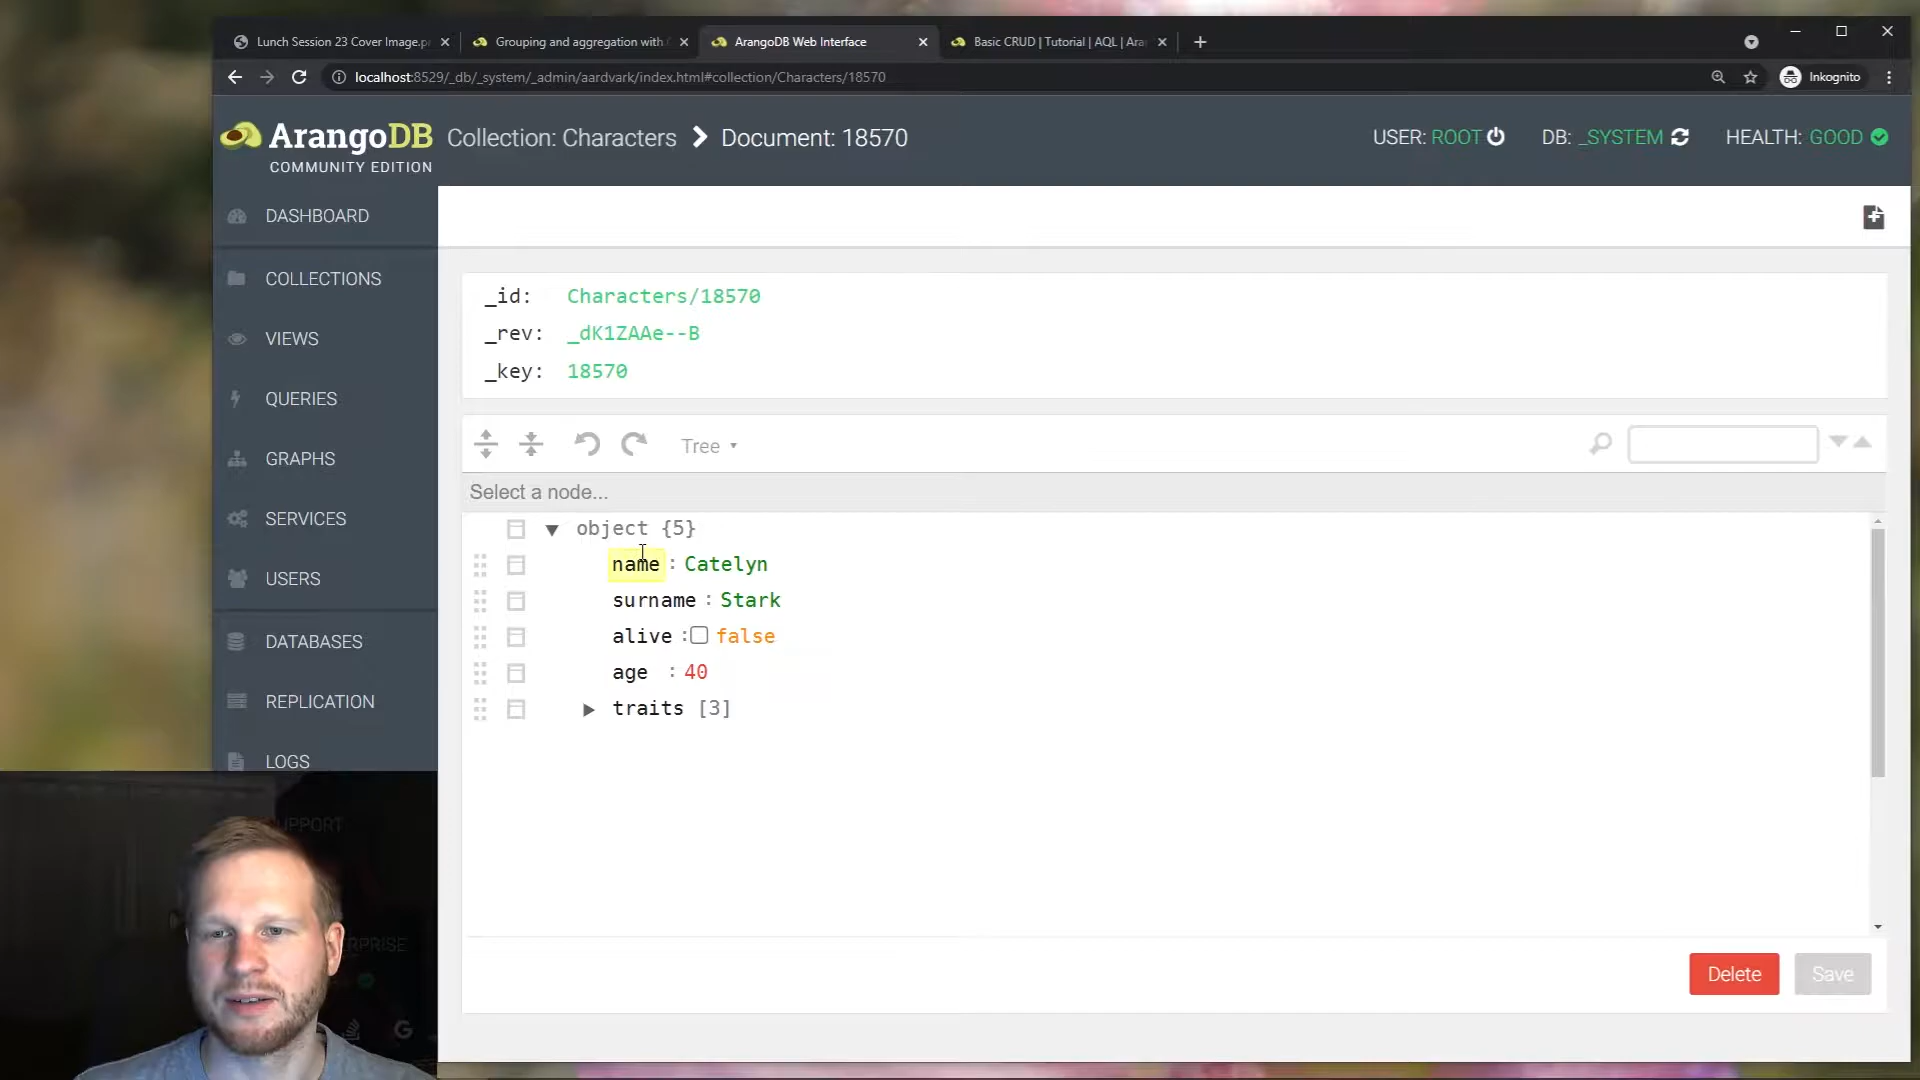 Lunch Session 23 Cover Image.p
Grouping and aggregation with
ArangoDB Web Interface
Basic CRUD | Tutorial | AQL | Ara
localhost:8529/_db/_system/_admin/aardvark/index.html#collection/Characters/18570
Inkognito
ArangoDB
COMMUNITY EDITION
Collection: Characters
Document: 18570
USER: ROOT
DB: _SYSTEM
HEALTH: GOOD
DASHBOARD
COLLECTIONS
VIEWS
QUERIES
GRAPHS
SERVICES
USERS
DATABASES
REPLICATION
LOGS
_id: Characters/18570
_rev: _dK1ZAAe--B
_key: 18570
Tree
Select a node...
object {5}
name : Catelyn
surname : Stark
alive : false
age : 40
traits [3]
Delete
Save